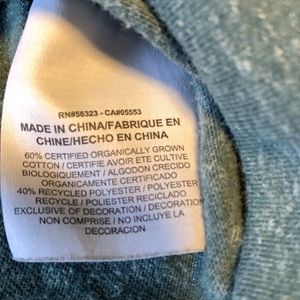 RN#56323 - CA#05553
MADE IN CHINA/FABRIQUE EN
CHINE/HECHO EN CHINA
60% CERTIFIED ORGANICALLY GROWN
COTTON / CERTIFIE AVOIR ETE CULTIVE
BIOLOGIQUEMENT / ALGODON CRECIDO
ORGANICAMENTE CERTIFICADO
40% RECYCLED POLYESTER / POLYESTER
RECYCLE / POLIESTER RECICLADO
EXCLUSIVE OF DECORATION / DECORATION
NON COMPRISE / NO INCLUYE LA
DECORACION